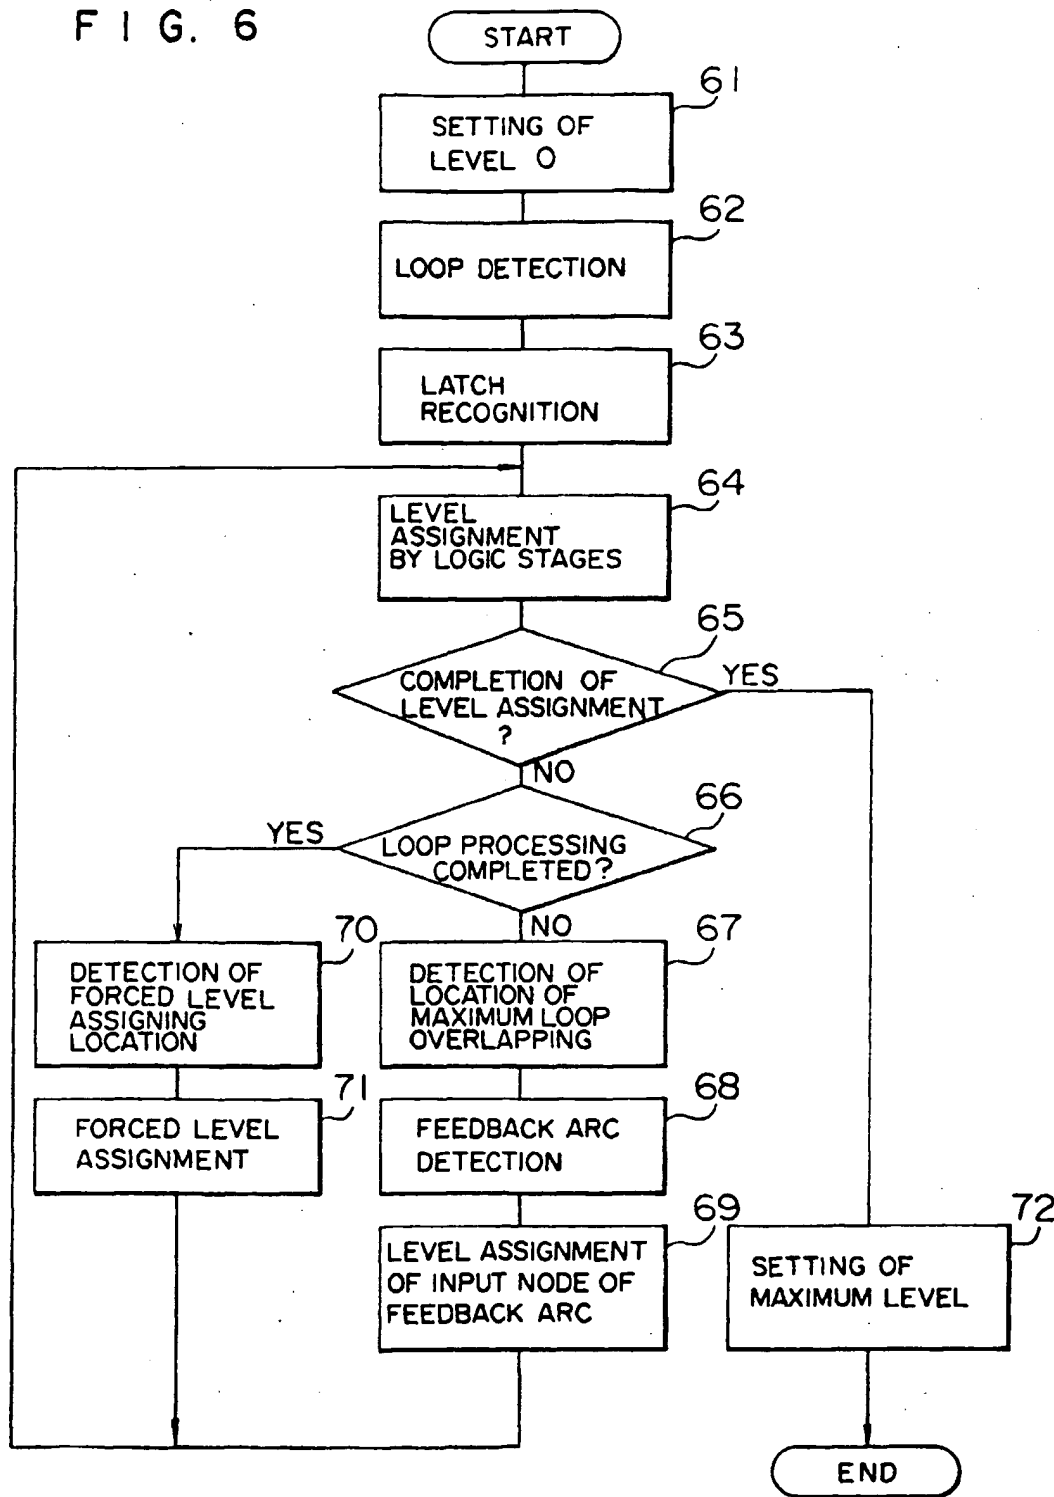 FIG. 6
START
61
SETTING OF
LEVEL 0
62
LOOP DETECTION
63
LATCH
RECOGNITION
64
LEVEL
ASSIGNMENT
BY LOGIC STAGES
65
YES
COMPLETION OF
LEVEL ASSIGNMENT
?
NO
66
YES
LOOP PROCESSING
COMPLETED?
NO
70
DETECTION OF
FORCED LEVEL
ASSIGNING
LOCATION
67
DETECTION OF
LOCATION OF
MAXIMUM LOOP
OVERLAPPING
71
FORCED LEVEL
ASSIGNMENT
68
FEEDBACK ARC
DETECTION
69
LEVEL ASSIGNMENT
OF INPUT NODE OF
FEEDBACK ARC
72
SETTING OF
MAXIMUM LEVEL
END